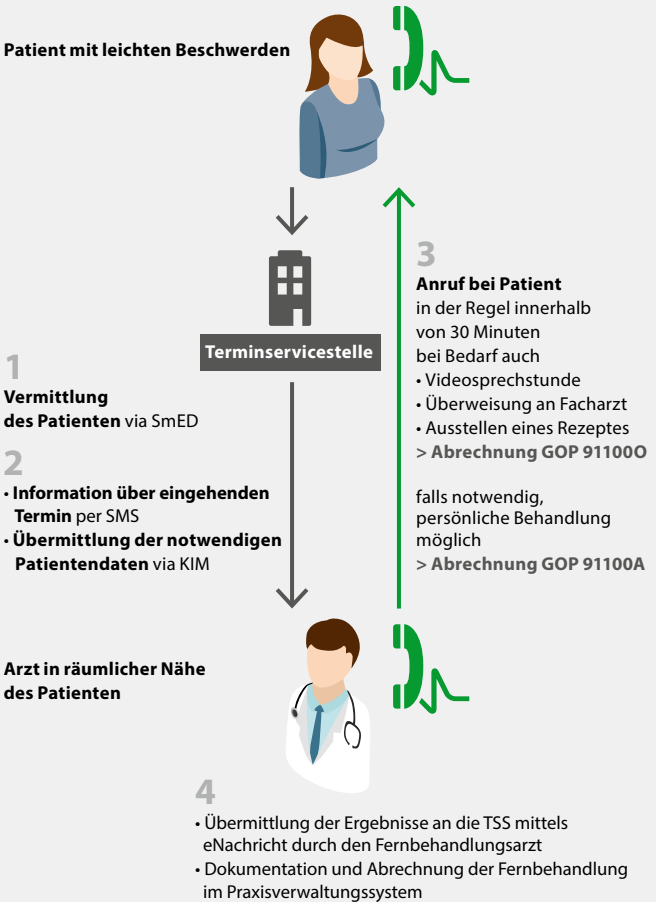 Patient mit leichten Beschwerden
Terminservicestelle
1
Vermittlung
des Patienten via SmED
2
• Information über eingehenden
Termin per SMS
• Übermittlung der notwendigen
Patientendaten via KIM
3
Anruf bei Patient
in der Regel innerhalb
von 30 Minuten
bei Bedarf auch
• Videosprechstunde
• Überweisung an Facharzt
• Ausstellen eines Rezeptes
> Abrechnung GOP 91100O
falls notwendig,
persönliche Behandlung
möglich
> Abrechnung GOP 91100A
Arzt in räumlicher Nähe
des Patienten
4
• Übermittlung der Ergebnisse an die TSS mittels
eNachricht durch den Fernbehandlungsarzt
• Dokumentation und Abrechnung der Fernbehandlung
im Praxisverwaltungssystem